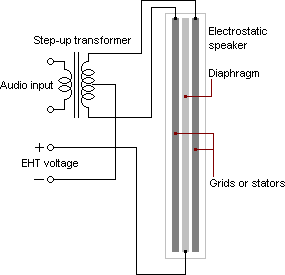 Step-up transformer
Electrostatic
speaker
Diaphragm
Audio input
+
EHT voltage
−
Grids or stators